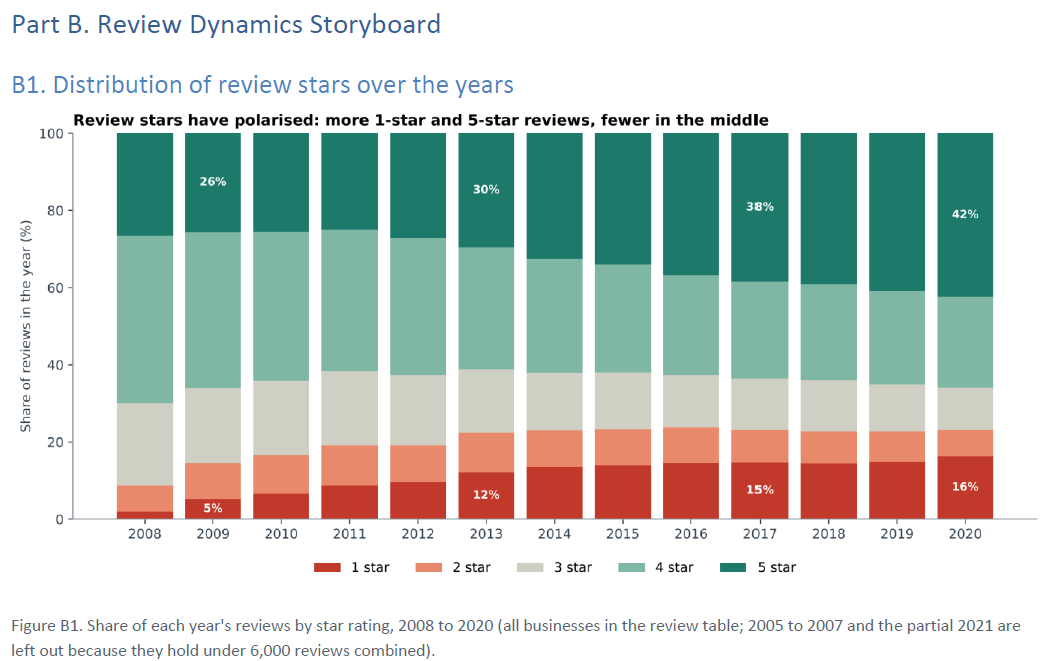 Part B. Review Dynamics Storyboard
B1. Distribution of review stars over the years
Review stars have polarised: more 1-star and 5-star reviews, fewer in the middle
Share of reviews in the year (%)
100
80
60
40
20
0
26%
30%
38%
42%
5%
12%
15%
16%
2008 2009 2010 2011 2012 2013 2014 2015 2016 2017 2018 2019 2020
1 star 2 star 3 star 4 star 5 star
Figure B1. Share of each year's reviews by star rating, 2008 to 2020 (all businesses in the review table; 2005 to 2007 and the partial 2021 are
left out because they hold under 6,000 reviews combined).